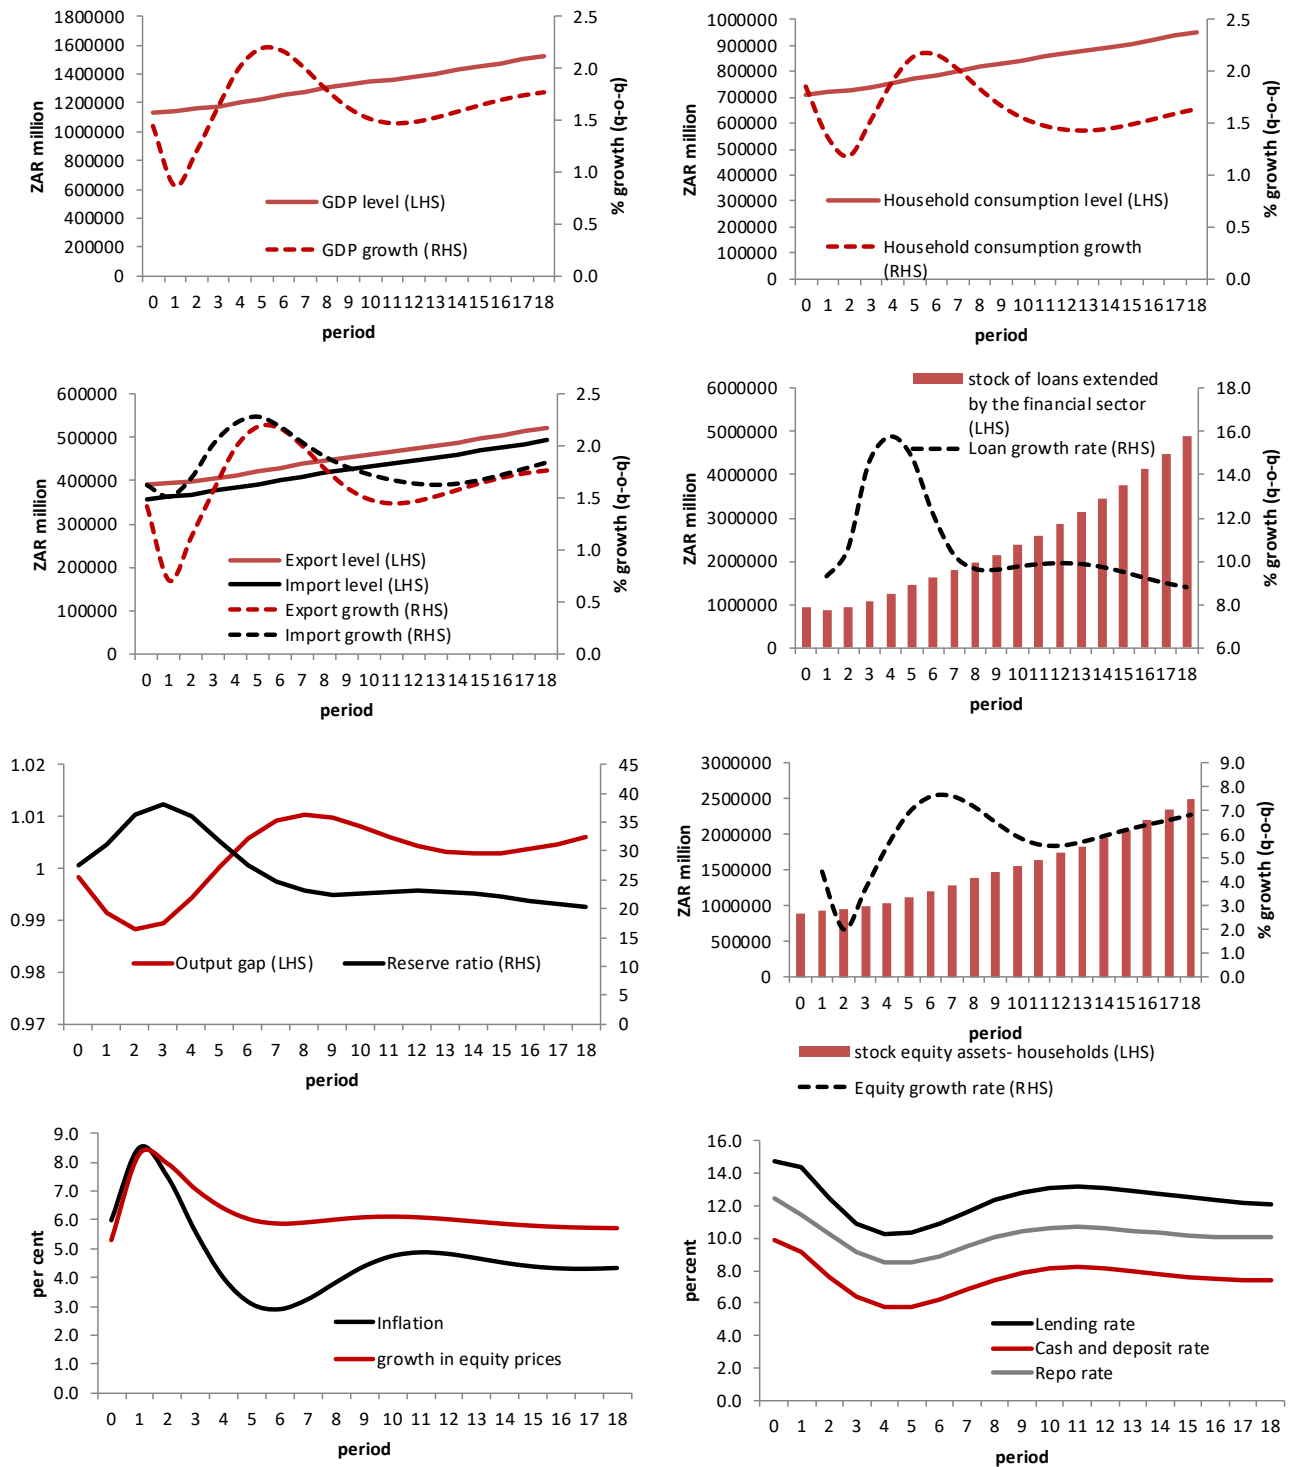 1800000
1600000
1400000
1200000
1000000
800000
600000
400000
200000
0
ZAR million
2.5
2.0
1.5
1.0
0.5
0.0
% growth (q-o-q)
GDP level (LHS)
GDP growth (RHS)
0 1 2 3 4 5 6 7 8 9 10 11 12 13 14 15 16 17 18
period
1000000
900000
800000
700000
600000
500000
400000
300000
200000
100000
0
ZAR million
2.5
2.0
1.5
1.0
0.5
0.0
% growth (q-o-q)
Household consumption level (LHS)
Household consumption growth
(RHS)
0 1 2 3 4 5 6 7 8 9 10 11 12 13 14 15 16 17 18
period
600000
500000
400000
300000
200000
100000
0
ZAR million
2.5
2.0
1.5
1.0
0.5
0.0
% growth (q-o-q)
Export level (LHS)
Import level (LHS)
Export growth (RHS)
Import growth (RHS)
0 1 2 3 4 5 6 7 8 9 10 11 12 13 14 15 16 17 18
period
6000000
5000000
4000000
3000000
2000000
1000000
0
ZAR million
18.0
16.0
14.0
12.0
10.0
8.0
6.0
% growth (q-o-q)
stock of loans extended
by the financial sector
(LHS)
Loan growth rate (RHS)
0 1 2 3 4 5 6 7 8 9 10 11 12 13 14 15 16 17 18
period
1.02
1.01
1
0.99
0.98
0.97
45
40
35
30
25
20
15
10
5
0
Output gap (LHS)
Reserve ratio (RHS)
0 1 2 3 4 5 6 7 8 9 10 11 12 13 14 15 16 17 18
period
3000000
2500000
2000000
1500000
1000000
500000
0
ZAR million
9.0
8.0
7.0
6.0
5.0
4.0
3.0
2.0
1.0
0.0
% growth (q-o-q)
0 1 2 3 4 5 6 7 8 9 10 11 12 13 14 15 16 17 18
period
stock equity assets- households (LHS)
Equity growth rate (RHS)
9.0
8.0
7.0
6.0
5.0
4.0
3.0
2.0
1.0
0.0
per cent
Inflation
growth in equity prices
0 1 2 3 4 5 6 7 8 9 10 11 12 13 14 15 16 17 18
period
16.0
14.0
12.0
10.0
8.0
6.0
4.0
2.0
0.0
percent
Lending rate
Cash and deposit rate
Repo rate
0 1 2 3 4 5 6 7 8 9 10 11 12 13 14 15 16 17 18
period